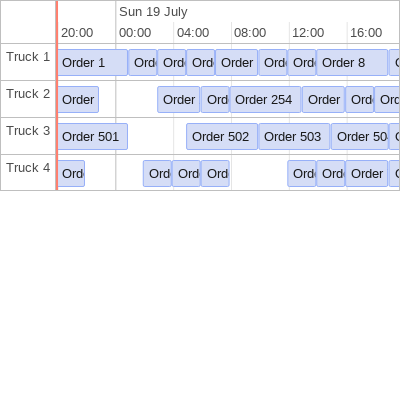 Sun 19 July
20:00 00:00 04:00 08:00 12:00 16:00
Truck 1 Order 1 Ord Ord Ord Order Ord Ord Order 8
Truck 2 Order Order Ord Order 254 Order Ord Ord
Truck 3 Order 501 Order 502 Order 503 Order 50
Truck 4 Ord Ord Ord Ord Ord Ord Order